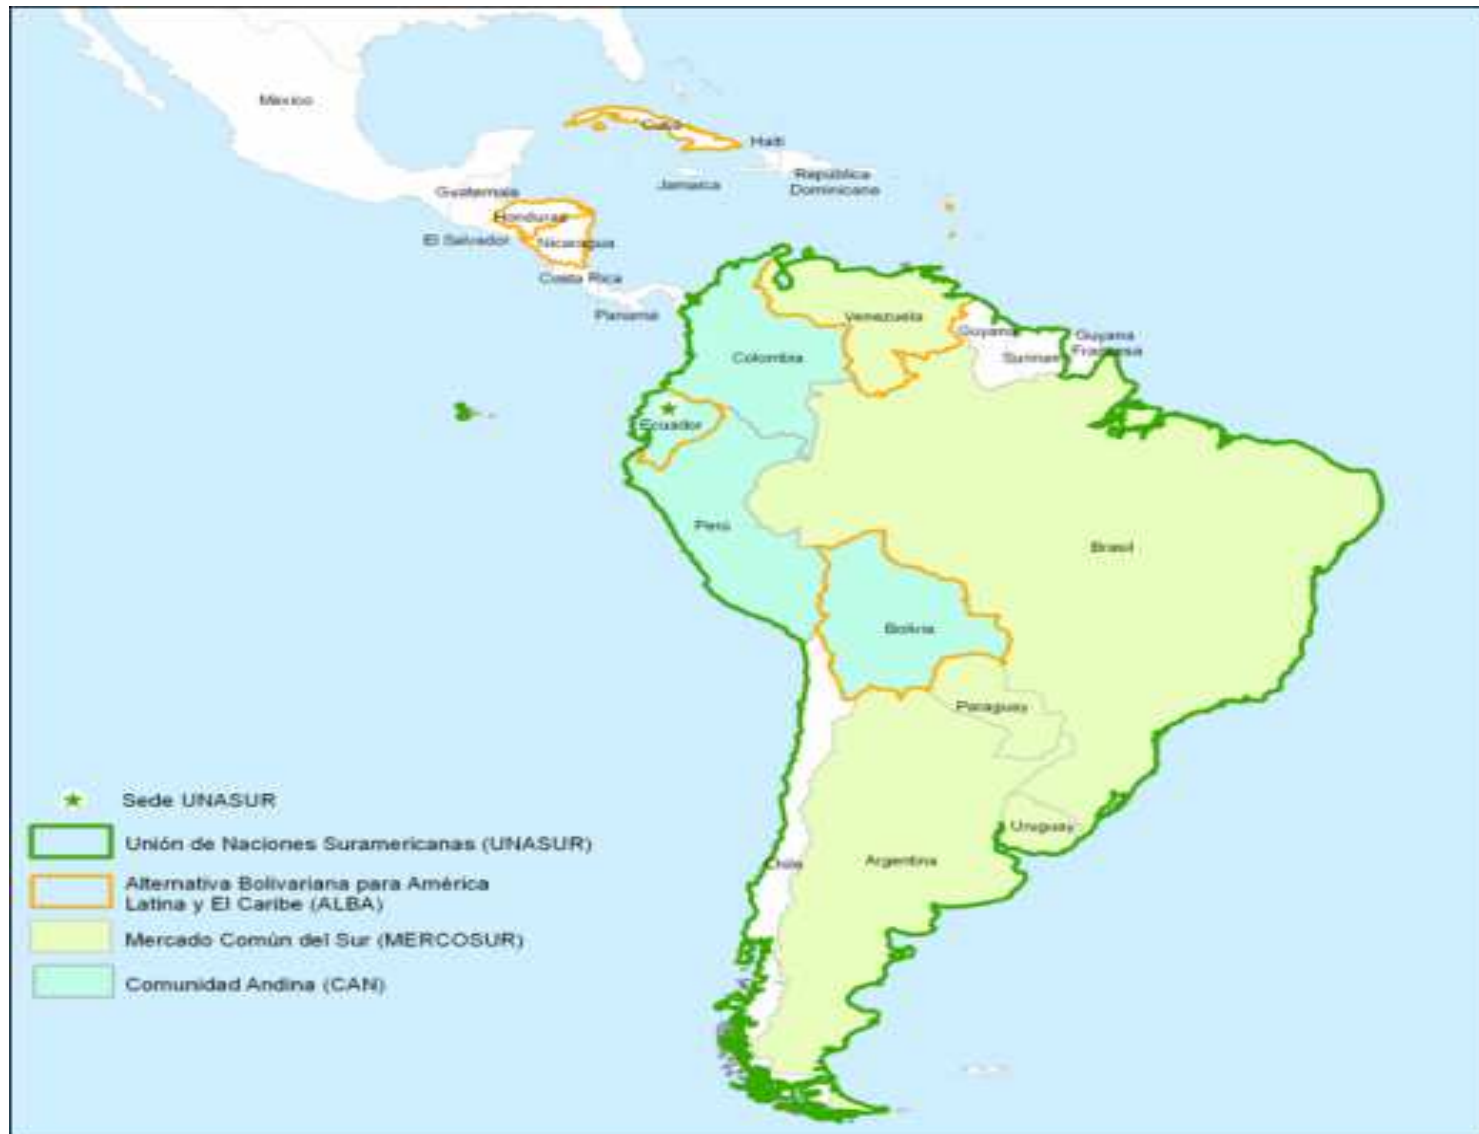 México
Cuba
Haití
República
Dominicana
Jamaica
Guatemala
Honduras
El Salvador
Nicaragua
Costa Rica
Panamá
Venezuela
Guyana
Surinam
Guyana
Francesa
Colombia
Ecuador
Perú
Brasil
Bolivia
Paraguay
Uruguay
Chile
Argentina
Sede UNASUR
Unión de Naciones Suramericanas (UNASUR)
Alternativa Bolivariana para América
Latina y El Caribe (ALBA)
Mercado Común del Sur (MERCOSUR)
Comunidad Andina (CAN)